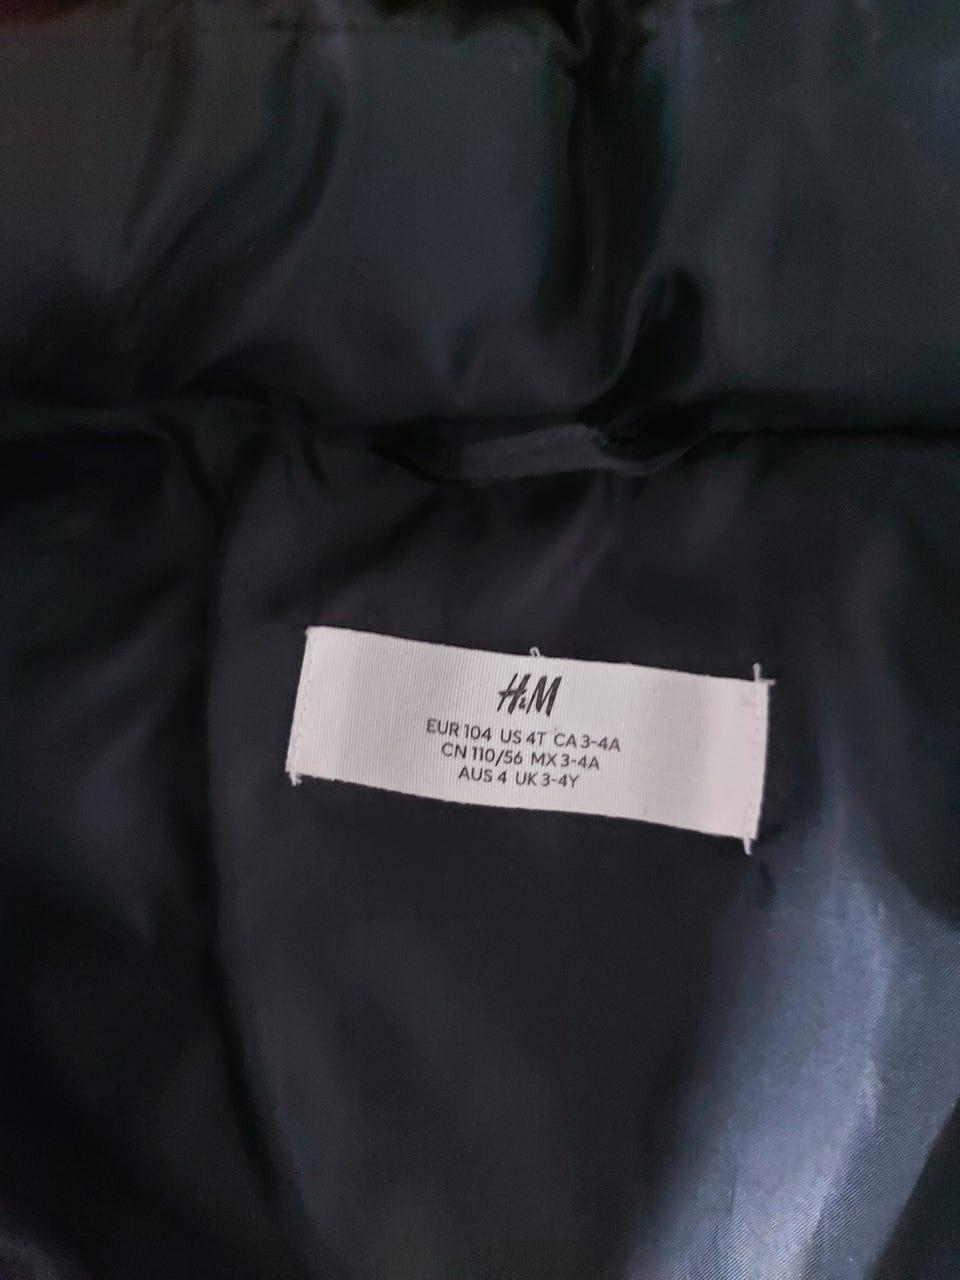 H&M
EUR 104 US 4T CA 3-4A
CN 110/56 MX 3-4A
AUS 4 UK 3-4Y